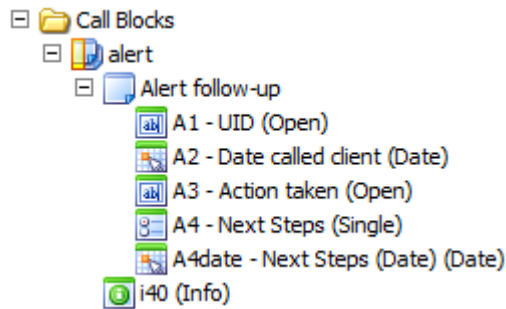 Call Blocks
alert
Alert follow-up
A1 - UID (Open)
A2 - Date called client (Date)
A3 - Action taken (Open)
A4 - Next Steps (Single)
A4date - Next Steps (Date) (Date)
i40 (Info)